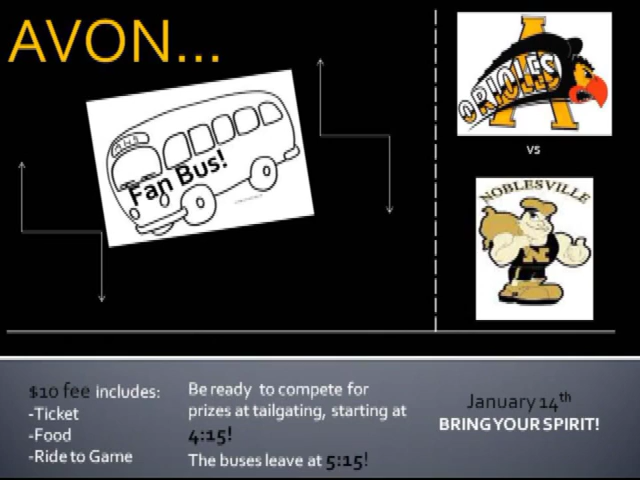 AVON...
Fan Bus!
ORIOLES
A
vs
NOBLESVILLE
N
$10 fee includes:
-Ticket
-Food
-Ride to Game
Be ready to compete for
prizes at tailgating, starting at
4:15!
The buses leave at 5:15!
January 14th
BRING YOUR SPIRIT!